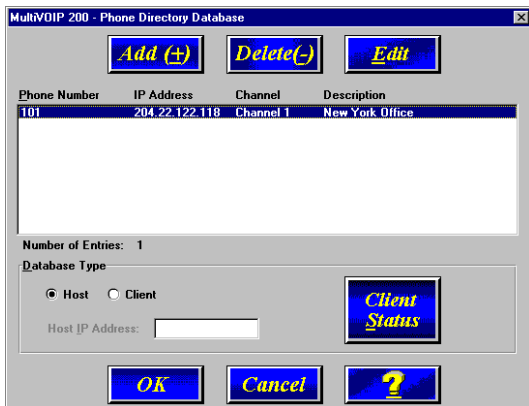 MultiVOIP 200 - Phone Directory Database
Add (+) Delete(-) Edit
Phone Number IP Address Channel Description
101 204.22.122.118 Channel 1 New York Office
Number of Entries: 1
Database Type
Host Client
Host IP Address:
Client
Status
OK Cancel ?